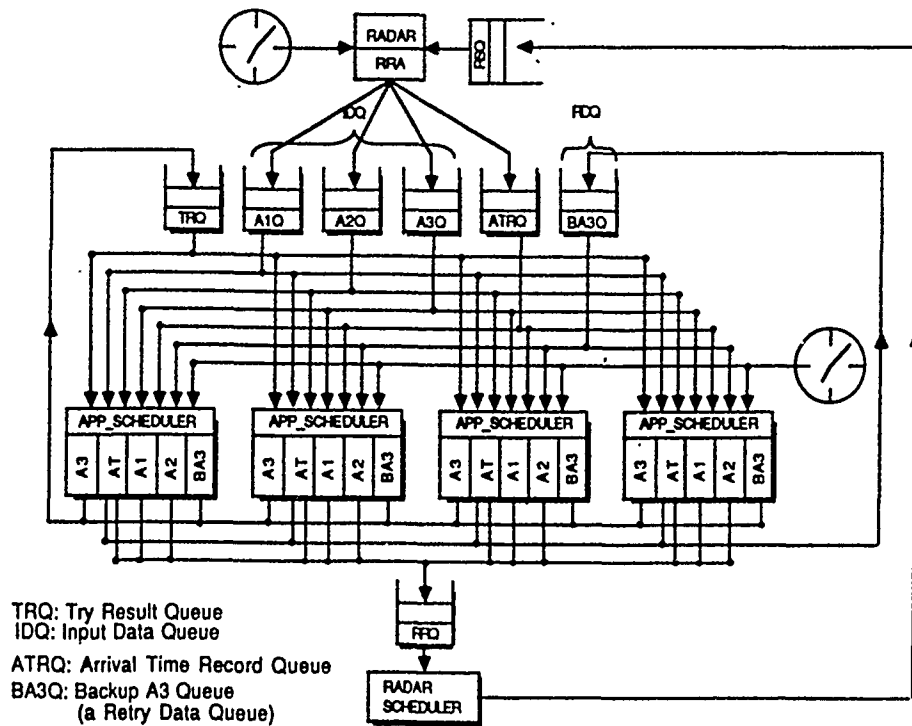 RADAR
RRA
RSQ
IDQ
RDQ
TRQ
A1Q
A2Q
A3Q
ATRQ
BA3Q
APP_SCHEDULER
A3
AT
A1
A2
BA3
APP_SCHEDULER
A3
AT
A1
A2
BA3
APP_SCHEDULER
A3
AT
A1
A2
BA3
APP_SCHEDULER
A3
AT
A1
A2
BA3
RRQ
RADAR
SCHEDULER
TRQ: Try Result Queue
IDQ: Input Data Queue
ATRQ: Arrival Time Record Queue
BA3Q: Backup A3 Queue
(a Retry Data Queue)